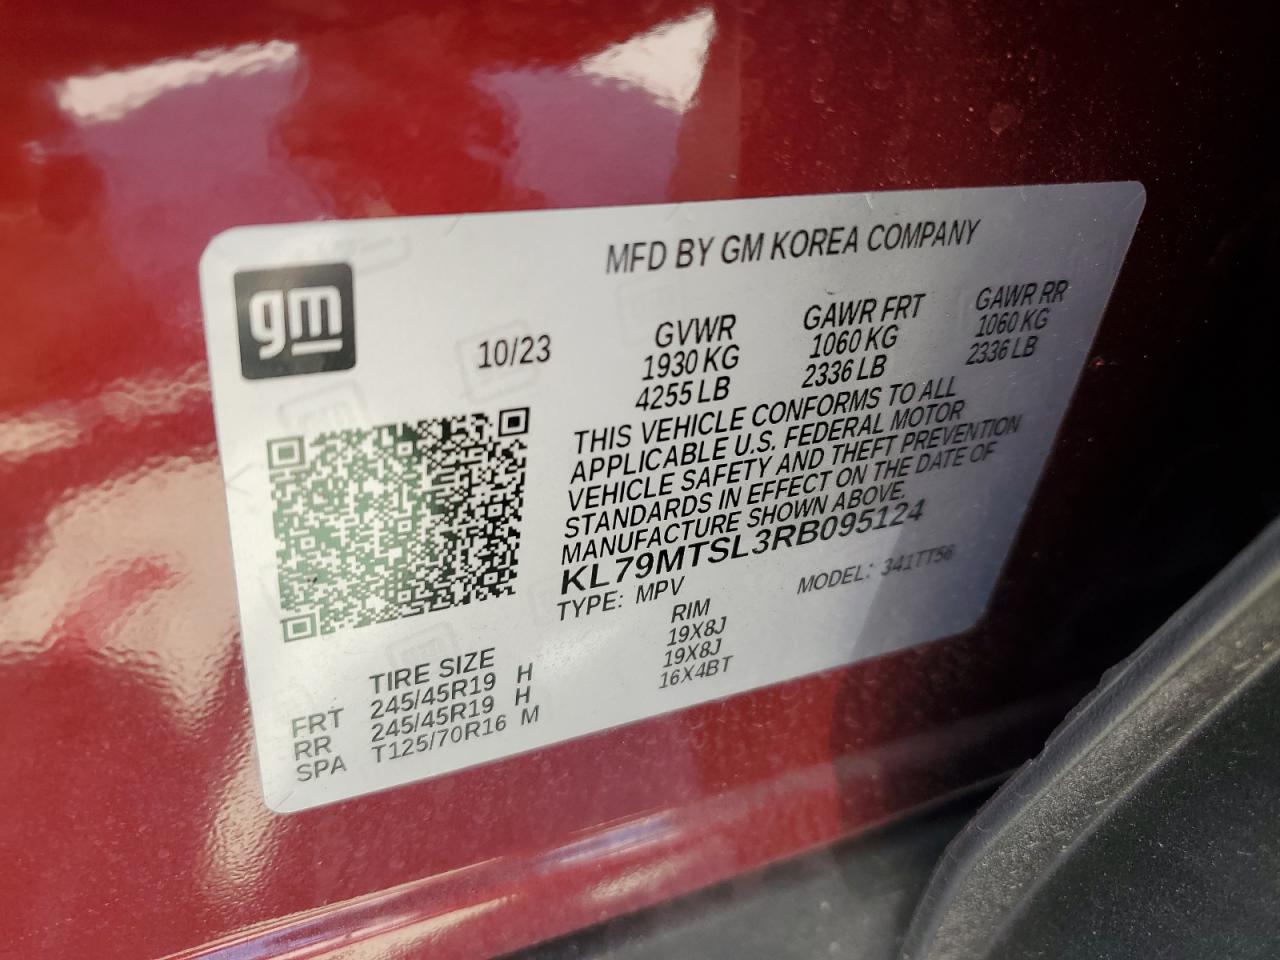 gm
MFD BY GM KOREA COMPANY
10/23
GVWR GAWR FRT GAWR RR
1930 KG 1060 KG 1060 KG
4255 LB 2336 LB 2336 LB
THIS VEHICLE CONFORMS TO ALL
APPLICABLE U.S. FEDERAL MOTOR
VEHICLE SAFETY AND THEFT PREVENTION
STANDARDS IN EFFECT ON THE DATE OF
MANUFACTURE SHOWN ABOVE.
KL79MTSL3RB095124
TYPE: MPV MODEL: 341TT56
TIRE SIZE RIM
FRT 245/45R19 H 19X8J
RR 245/45R19 H 19X8J
SPA T125/70R16 M 16X4BT